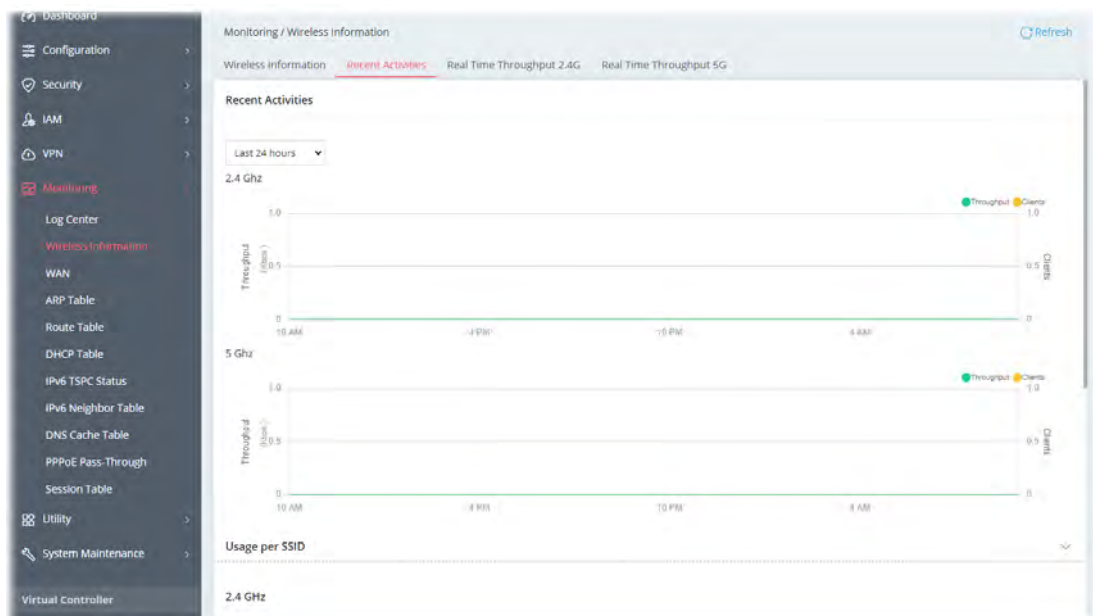 Dashboard
Configuration
Security
IAM
VPN
Monitoring
Log Center
Wireless Information
WAN
ARP Table
Route Table
DHCP Table
IPv6 TSPC Status
IPv6 Neighbor Table
DNS Cache Table
PPPoE Pass-Through
Session Table
Utility
System Maintenance
Virtual Controller
Monitoring / Wireless Information
Refresh
Wireless Information Recent Activities Real Time Throughput 2.4G Real Time Throughput 5G
Recent Activities
Last 24 hours
2.4 Ghz
Throughput Clients
1.0 1.0
Throughput
0.5 0.5
Clients
0 0
10 AM 4 PM 10 PM 4 AM
5 Ghz
Throughput Clients
1.0 1.0
Throughput
0.5 0.5
Clients
0 0
10 AM 4 PM 10 PM 4 AM
Usage per SSID
2.4 GHz